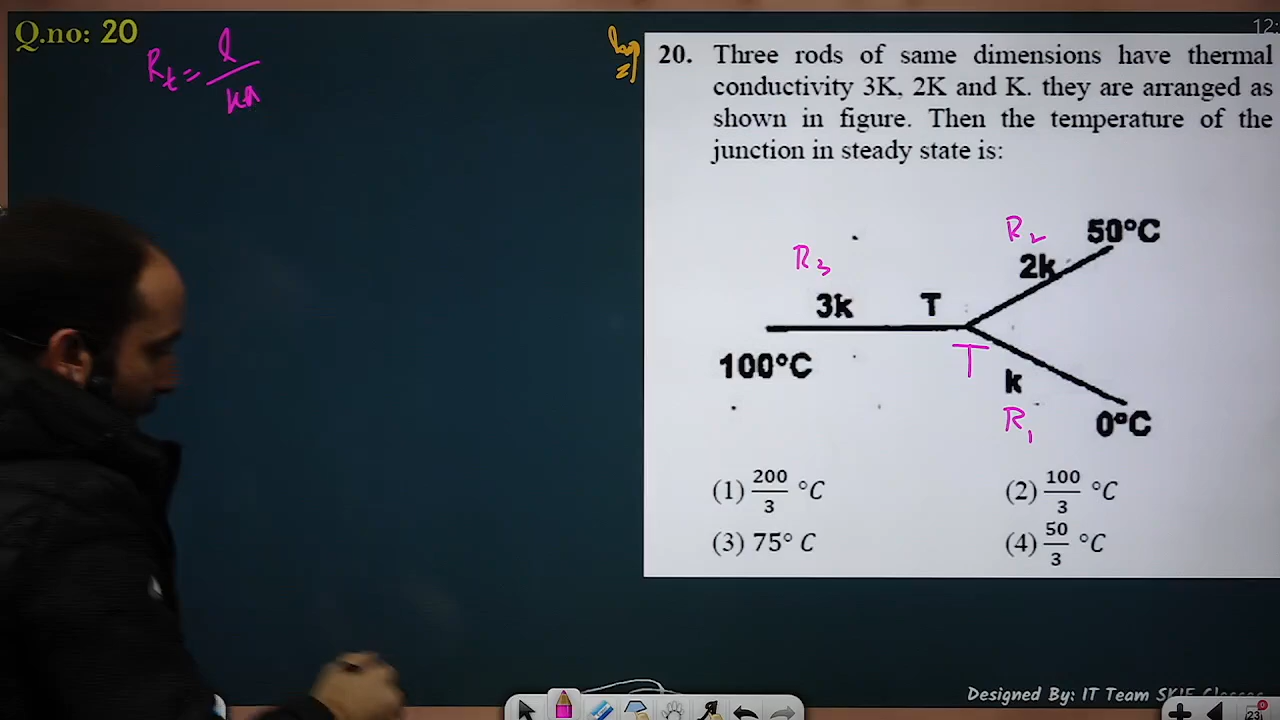 Q.no: 20
R_t = l/kA
12:
20. Three rods of same dimensions have thermal
conductivity 3K, 2K and K. they are arranged as
shown in figure. Then the temperature of the
junction in steady state is:
R₂ 50°C
R₃ 2k
3k T
100°C T k
R₁ 0°C
(1) 200/3 °C (2) 100/3 °C
(3) 75° C (4) 50/3 °C
Designed By: IT Team SKIE Classes
23